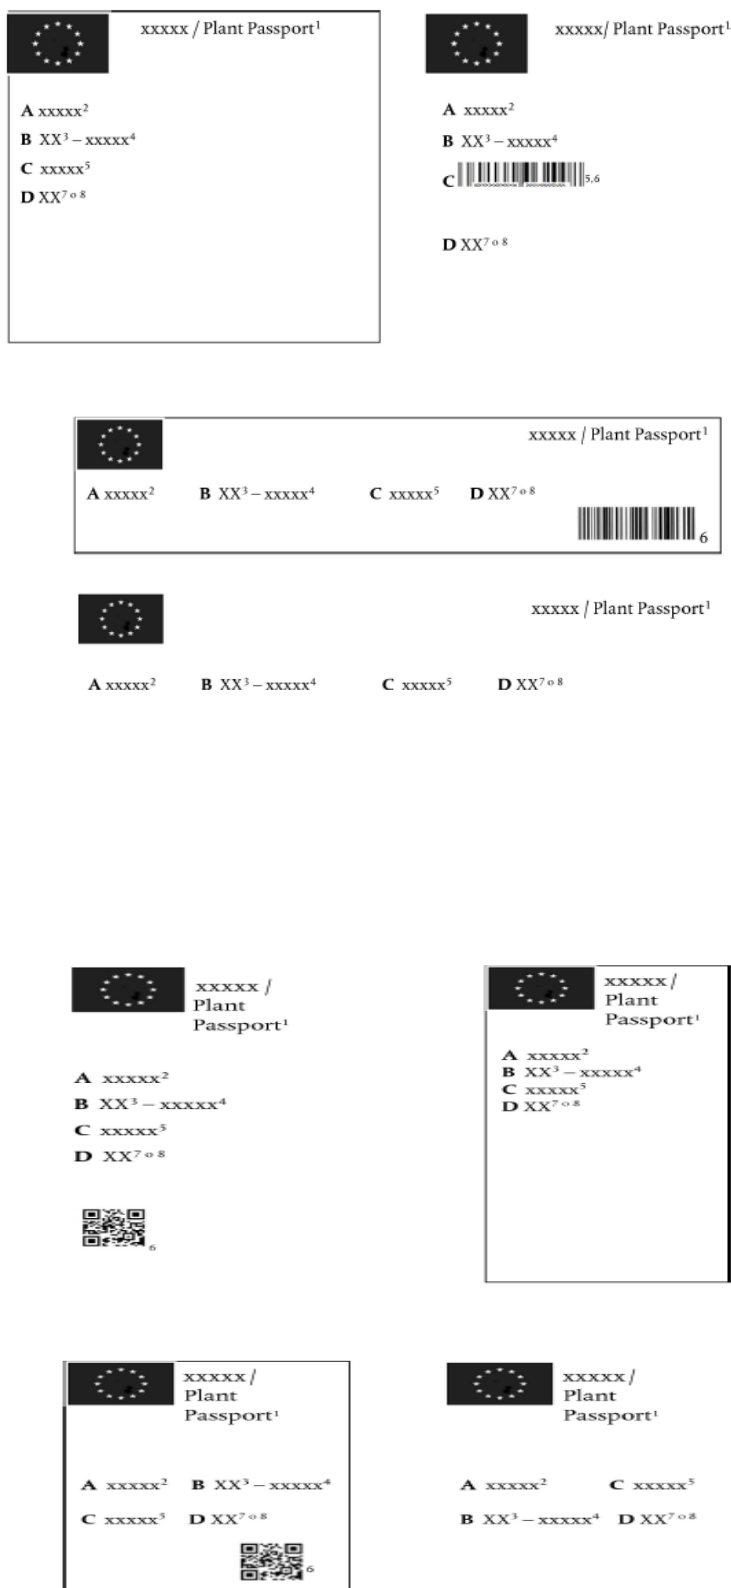 xxxxx / Plant Passport¹
A xxxxx²
B XX³ – xxxxx⁴
C xxxxx⁵
D XX⁷ ᵒ ⁸
xxxxx/ Plant Passport¹
A xxxxx²
B XX³ – xxxxx⁴
C 5,6
D XX⁷ ᵒ ⁸
xxxxx / Plant Passport¹
A xxxxx² B XX³ – xxxxx⁴ C xxxxx⁵ D XX⁷ ᵒ ⁸
6
xxxxx / Plant Passport¹
A xxxxx² B XX³ – xxxxx⁴ C xxxxx⁵ D XX⁷ ᵒ ⁸
xxxxx /
Plant
Passport¹
A xxxxx²
B XX³ – xxxxx⁴
C xxxxx⁵
D XX⁷ ᵒ ⁸
6
xxxxx /
Plant
Passport¹
A xxxxx²
B XX³ – xxxxx⁴
C xxxxx⁵
D XX⁷ ᵒ ⁸
xxxxx /
Plant
Passport¹
A xxxxx² B XX³ – xxxxx⁴
C xxxxx⁵ D XX⁷ ᵒ ⁸
6
xxxxx /
Plant
Passport¹
A xxxxx² C xxxxx⁵
B XX³ – xxxxx⁴ D XX⁷ ᵒ ⁸